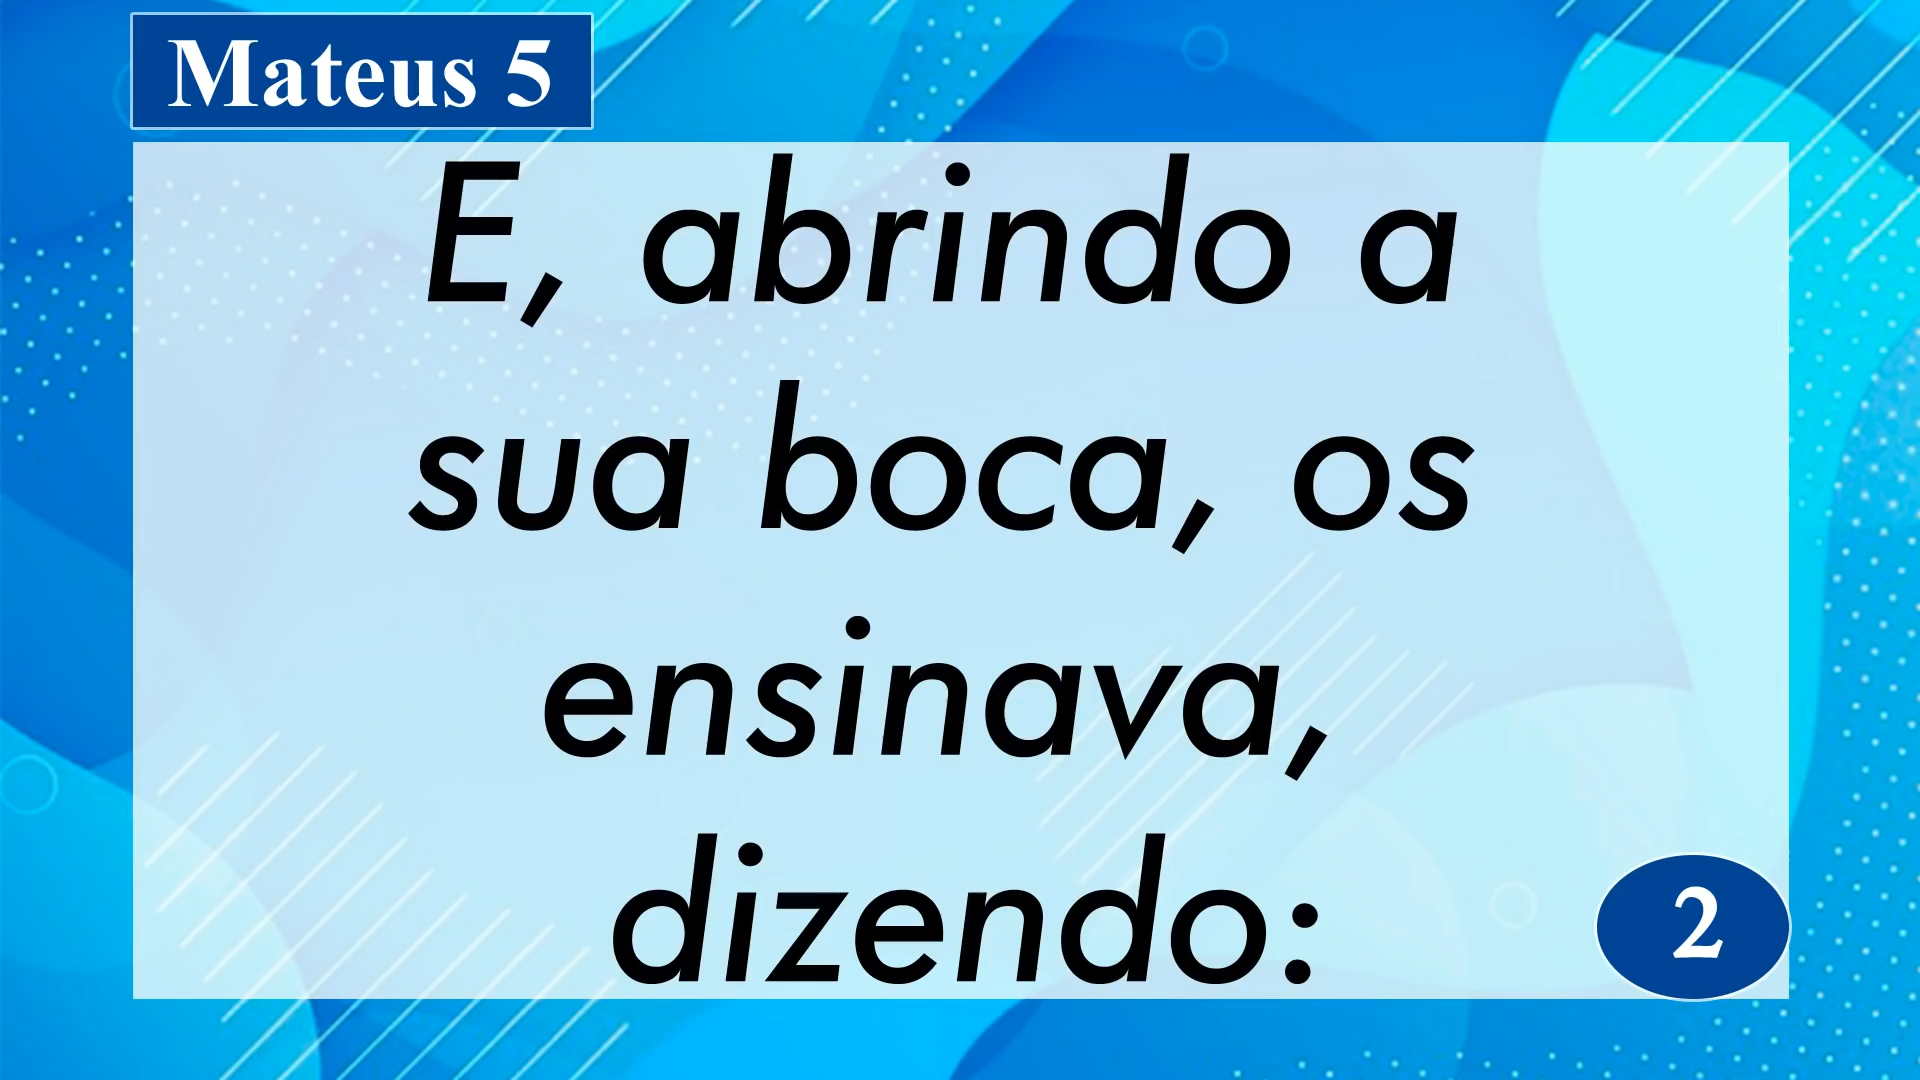 Mateus 5
E, abrindo a
sua boca, os
ensinava,
dizendo:
2